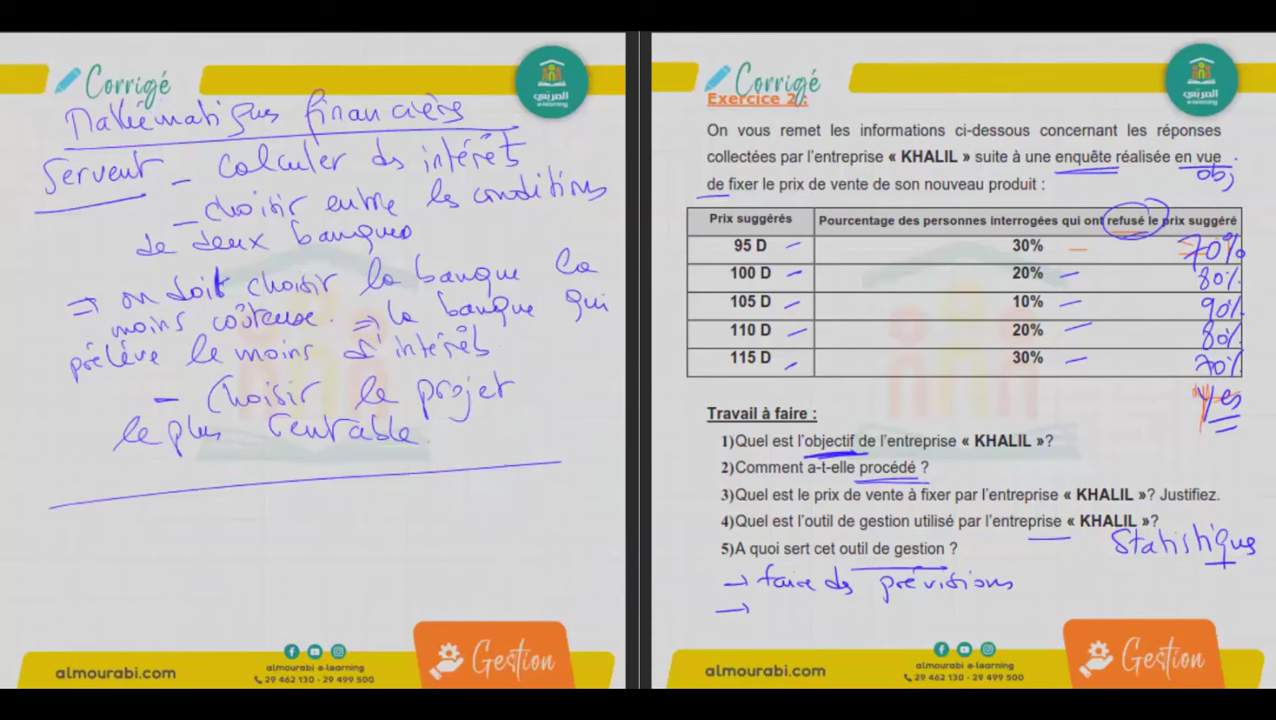 Corrigé
المربّي
e-learning
Mathématiques financière
Servent - calculer des intérêt
- choisir entre les conditions
de deux banques
⇒ on doit choisir la banque la
moins coûteuse. ⇒ la banque qui
prélève le moins d'intérêts
- choisir le projet
le plus rentable.
almourabi.com
almourabi e-learning
29 462 130 - 29 499 500
Gestion
Corrigé
المربّي
e-learning
Exercice 2 :
On vous remet les informations ci-dessous concernant les réponses
collectées par l'entreprise « KHALIL » suite à une enquête réalisée en vue
obj
de fixer le prix de vente de son nouveau produit :
Prix suggérés Pourcentage des personnes interrogées qui ont refusé le prix suggéré
95 D 30% 70%
100 D 20% 80%
105 D 10% 90%
110 D 20% 80%
115 D 30% 70%
Yes
Travail à faire :
1)Quel est l'objectif de l'entreprise « KHALIL »?
2)Comment a-t-elle procédé ?
3)Quel est le prix de vente à fixer par l'entreprise « KHALIL »? Justifiez.
4)Quel est l'outil de gestion utilisé par l'entreprise « KHALIL »?
Statistique
5)A quoi sert cet outil de gestion ?
→ faire des prévisions
→
almourabi.com
almourabi e-learning
29 462 130 - 29 499 500
Gestion